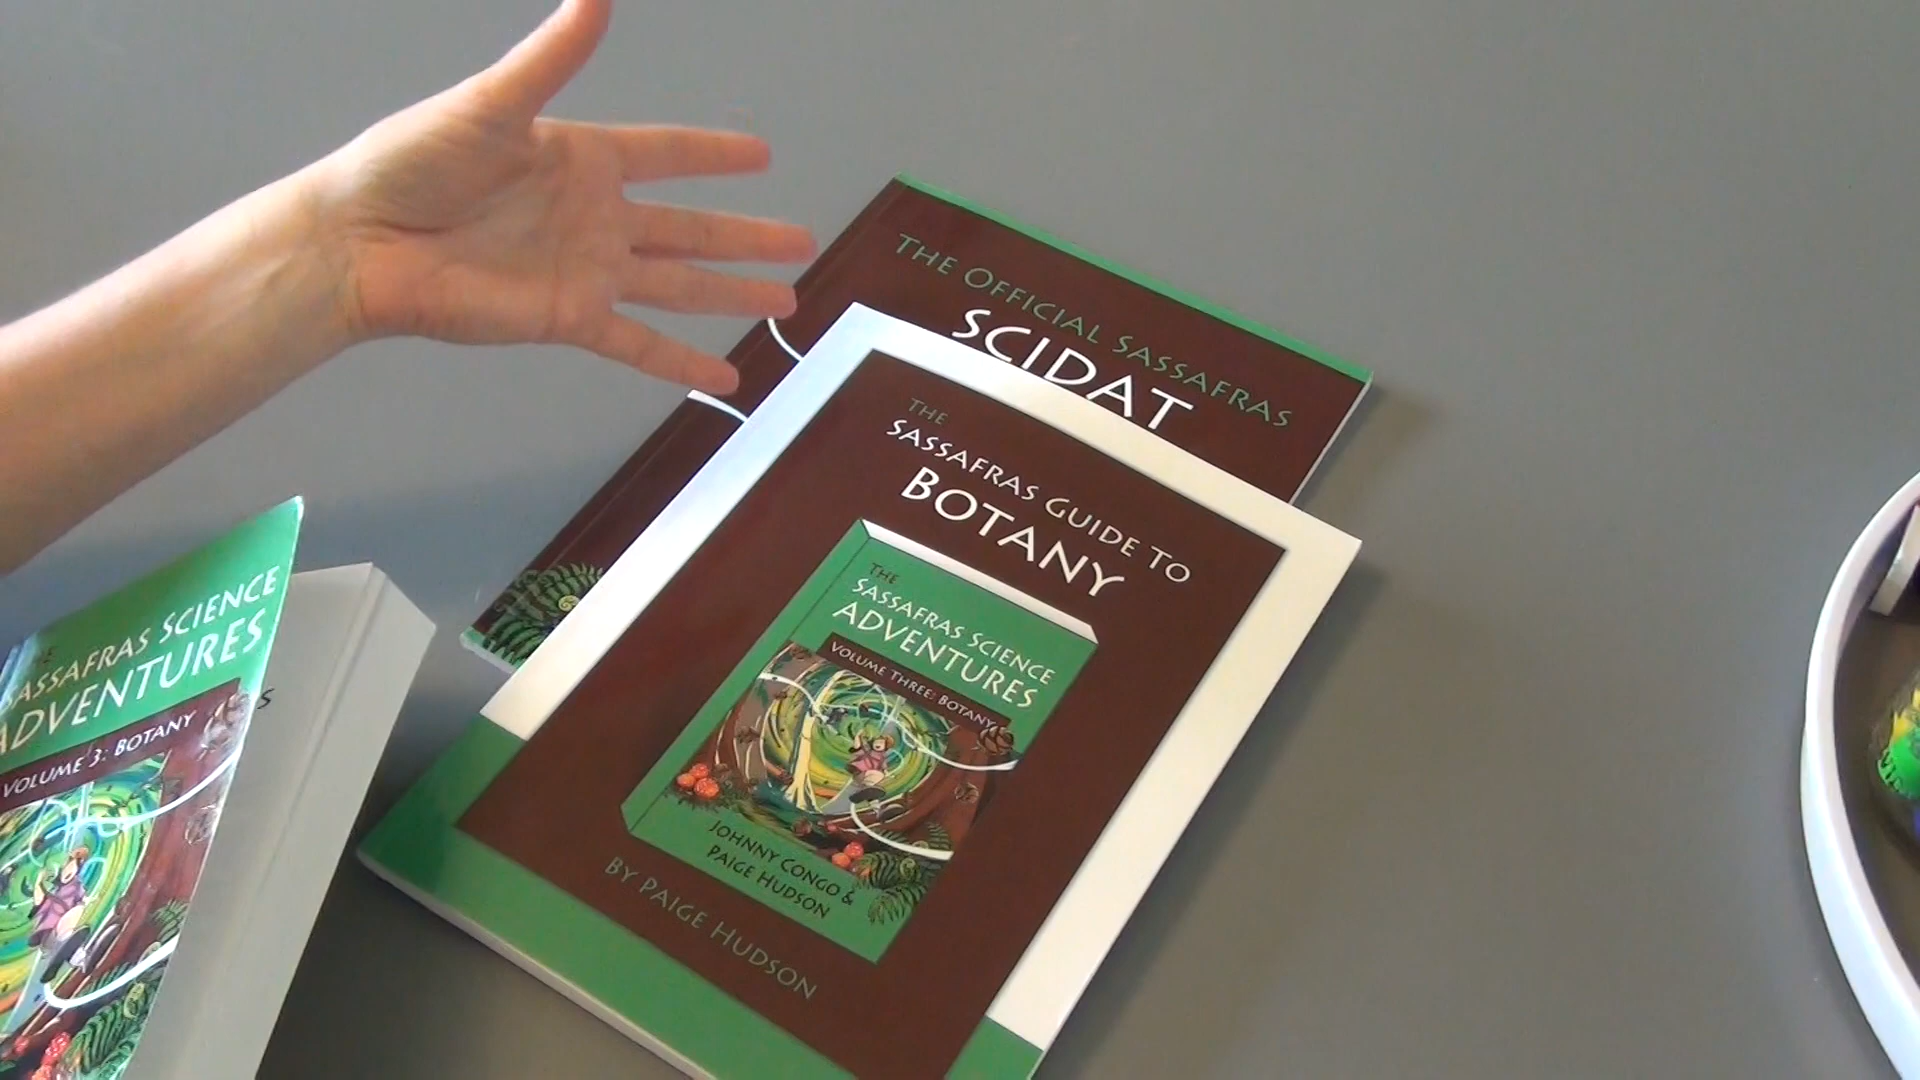 THE OFFICIAL SASSAFRAS
SCIDAT
THE
SASSAFRAS GUIDE TO
BOTANY
THE
SASSAFRAS SCIENCE
ADVENTURES
VOLUME THREE: BOTANY
JOHNNY CONGO &
PAIGE HUDSON
BY PAIGE HUDSON
SASSAFRAS SCIENCE
ADVENTURES
VOLUME 3: BOTANY